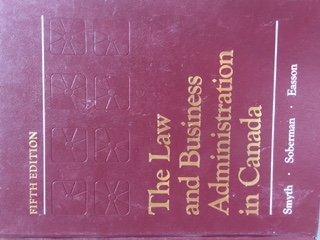 FIFTH EDITION
The Law
and Business
Administration
in Canada
Smyth · Soberman · Easson